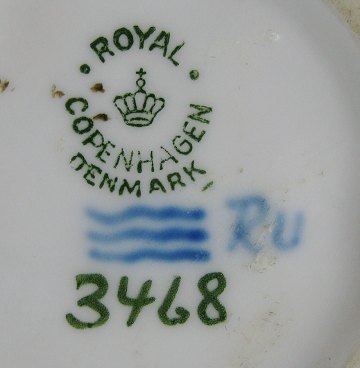 ROYAL
COPENHAGEN
DENMARK
Ru
3468